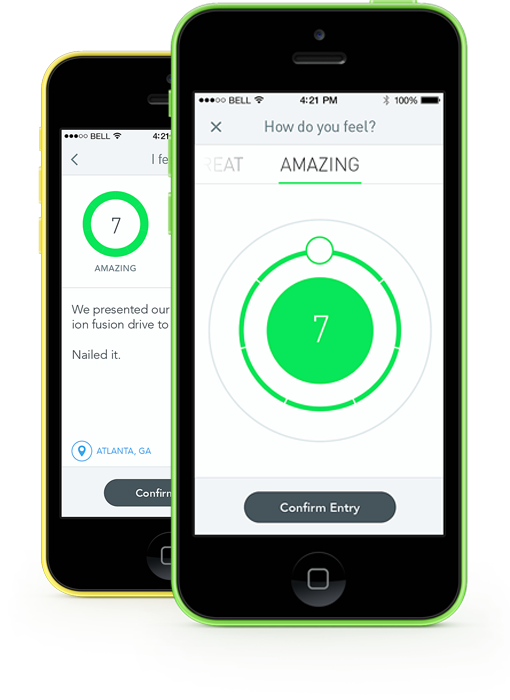 BELL
4:21
I fe
7
AMAZING
We presented our
ion fusion drive to
Nailed it.
ATLANTA, GA
Confirm
BELL 4:21 PM 100%
How do you feel?
REAT AMAZING
7
Confirm Entry